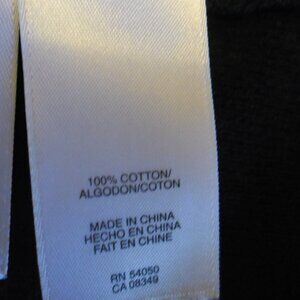 100% COTTON/
ALGODON/COTON
MADE IN CHINA
HECHO EN CHINA
FAIT EN CHINE
RN 54050
CA 08349